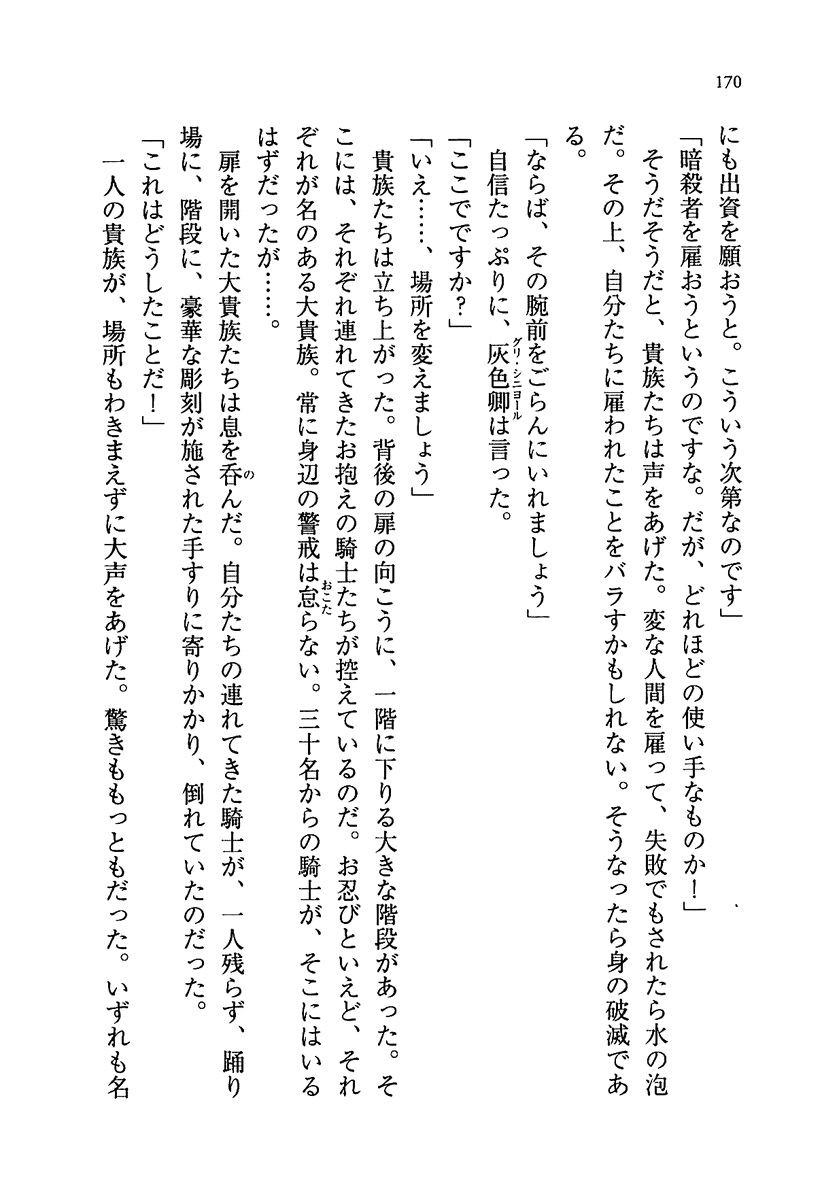 170
にも出資を願おうと。こういう次第なのです」
「暗殺者を雇おうというのですな。だが、どれほどの使い手なものか！」
そうだそうだと、貴族たちは声をあげた。変な人間を雇って、失敗でもされたら水の泡
だ。その上、自分たちに雇われたことをバラすかもしれない。そうなったら身の破滅であ
る。
「ならば、その腕前をごらんにいれましょう」
自信たっぷりに、灰色卿は言った。
グリ・シニヨール
「ここでですか？」
「いえ……、場所を変えましょう」
貴族たちは立ち上がった。背後の扉の向こうに、一階に下りる大きな階段があった。そ
こには、それぞれ連れてきたお抱えの騎士たちが控えているのだ。お忍びといえど、それ
ぞれが名のある大貴族。常に身辺の警戒は怠らない。三十名からの騎士が、そこにはいる
おこた
はずだったが……。
扉を開いた大貴族たちは息を呑んだ。自分たちの連れてきた騎士が、一人残らず、踊り
の
場に、階段に、豪華な彫刻が施された手すりに寄りかかり、倒れていたのだった。
「これはどうしたことだ！」
一人の貴族が、場所もわきまえずに大声をあげた。驚きももっともだった。いずれも名